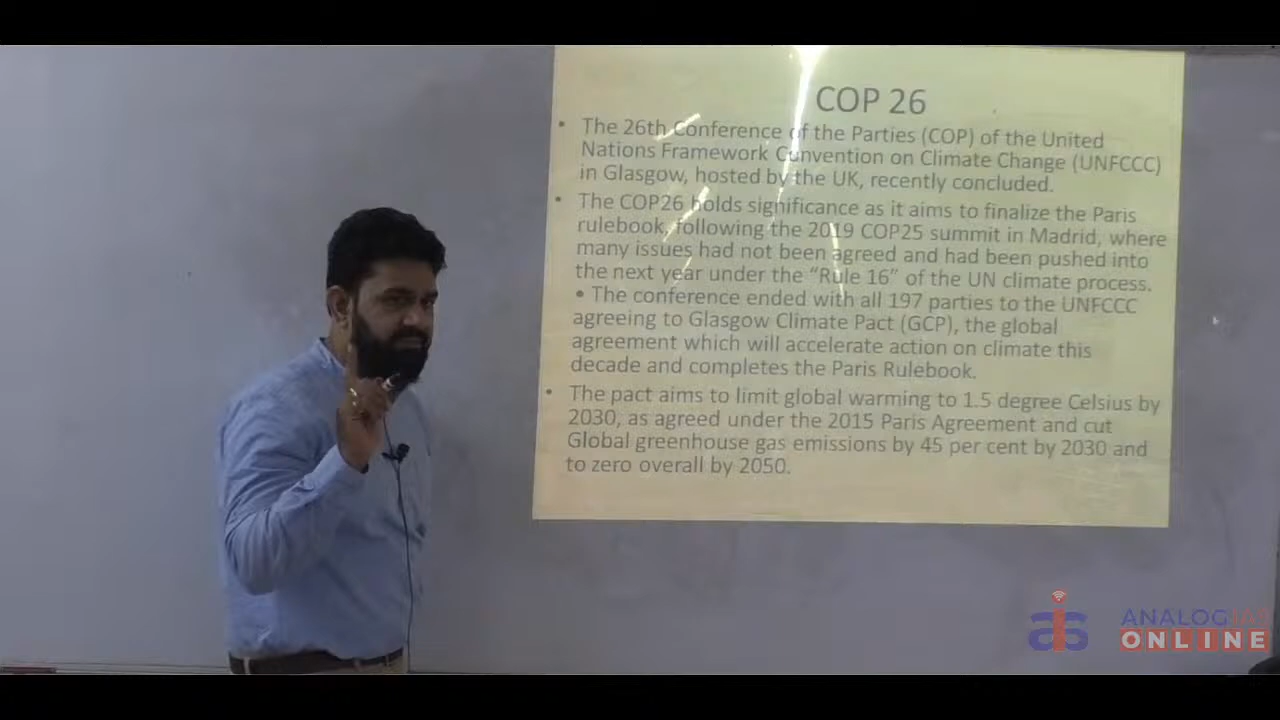 COP 26
• The 26th Conference of the Parties (COP) of the United
Nations Framework Convention on Climate Change (UNFCCC)
in Glasgow, hosted by the UK, recently concluded.
• The COP26 holds significance as it aims to finalize the Paris
rulebook, following the 2019 COP25 summit in Madrid, where
many issues had not been agreed and had been pushed into
the next year under the “Rule 16” of the UN climate process.
• The conference ended with all 197 parties to the UNFCCC
agreeing to Glasgow Climate Pact (GCP), the global
agreement which will accelerate action on climate this
decade and completes the Paris Rulebook.
• The pact aims to limit global warming to 1.5 degree Celsius by
2030, as agreed under the 2015 Paris Agreement and cut
Global greenhouse gas emissions by 45 per cent by 2030 and
to zero overall by 2050.
ais
ANALOG IAS
ONLINE